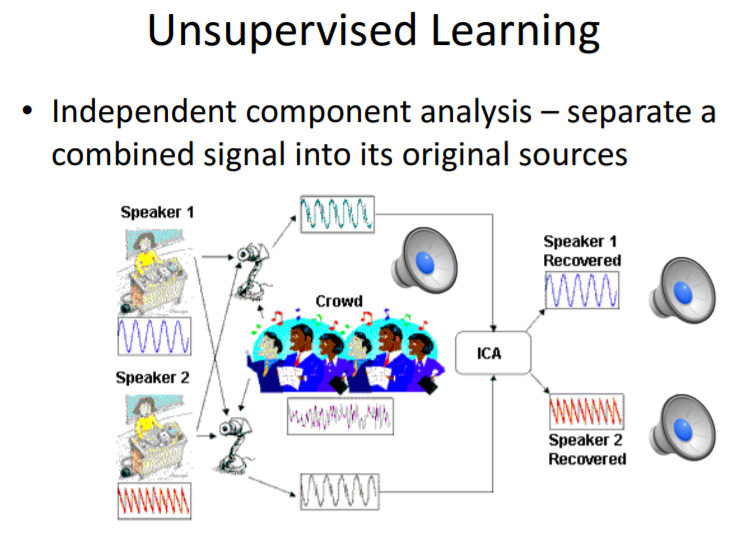 Unsupervised Learning
• Independent component analysis – separate a
combined signal into its original sources
Speaker 1
Speaker 2
Crowd
ICA
Speaker 1
Recovered
Speaker 2
Recovered